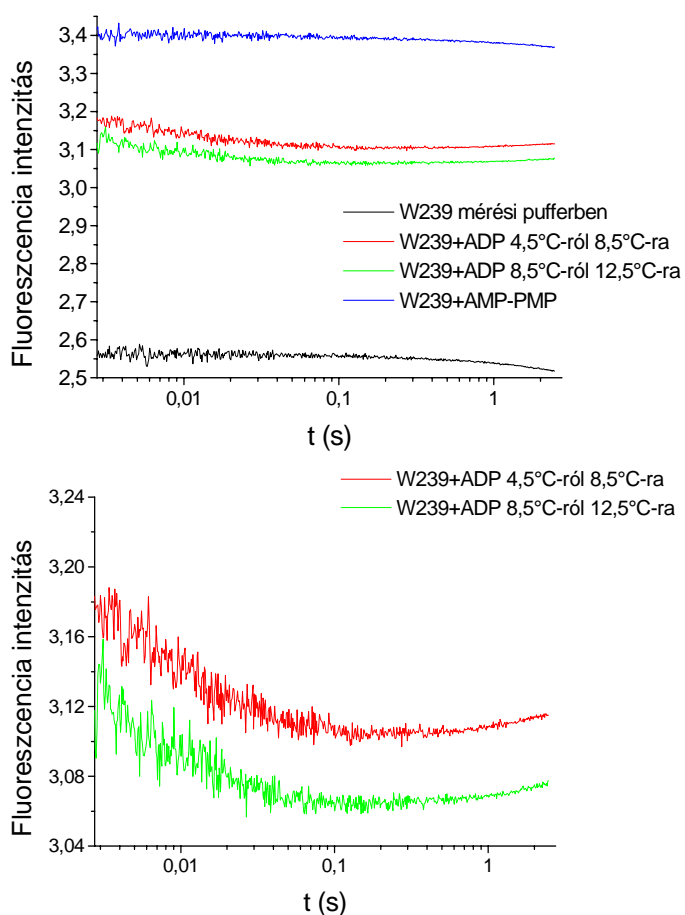 3,4
3,3
3,2
3,1
3,0
2,9
2,8
2,7
2,6
2,5
Fluoreszcencia intenzitás
W239 mérési pufferben
W239+ADP 4,5°C-ról 8,5°C-ra
W239+ADP 8,5°C-ról 12,5°C-ra
W239+AMP-PMP
0,01 0,1 1
t (s)
W239+ADP 4,5°C-ról 8,5°C-ra
W239+ADP 8,5°C-ról 12,5°C-ra
3,24
3,20
3,16
3,12
3,08
3,04
Fluoreszcencia intenzitás
0,01 0,1 1
t (s)